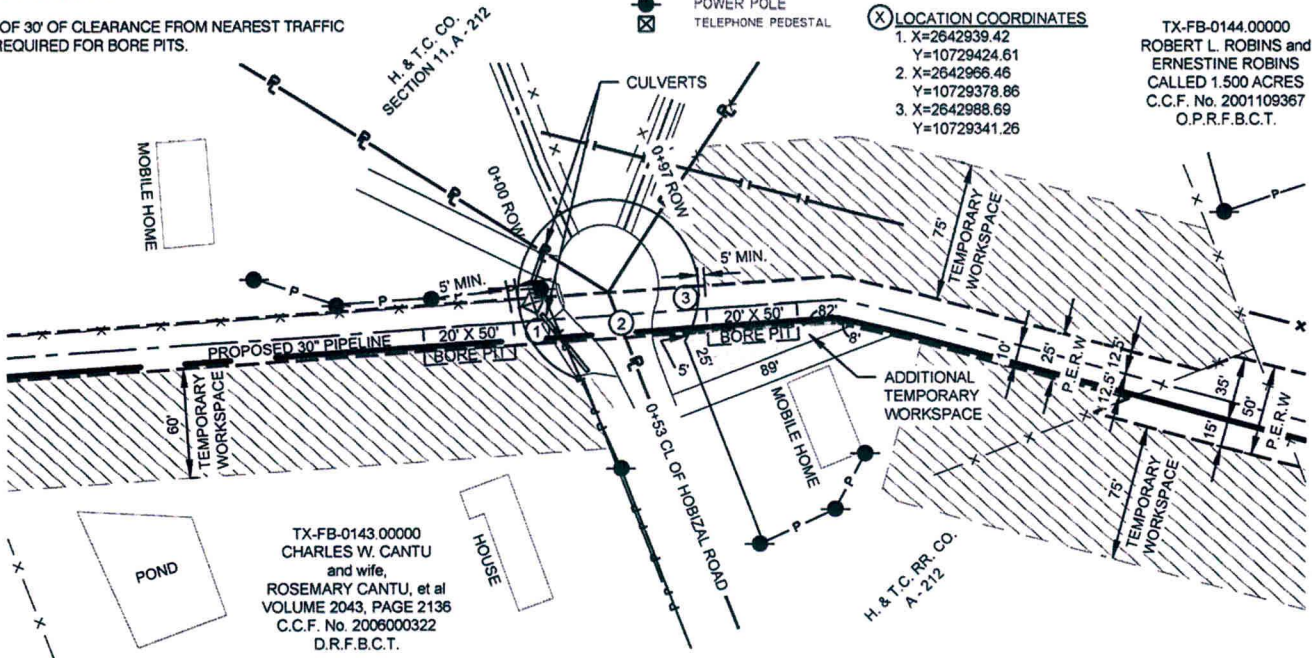 OF 30' OF CLEARANCE FROM NEAREST TRAFFIC
REQUIRED FOR BORE PITS.
H. & T.C. CO.
SECTION 11, A - 212
POWER POLE
TELEPHONE PEDESTAL
X LOCATION COORDINATES
1. X=2642939.42
Y=10729424.61
2. X=2642966.46
Y=10729378.86
3. X=2642988.69
Y=10729341.26
TX-FB-0144.00000
ROBERT L. ROBINS and
ERNESTINE ROBINS
CALLED 1.500 ACRES
C.C.F. No. 2001109367
O.P.R.F.B.C.T.
CULVERTS
MOBILE HOME
0+00 ROW
0+97 ROW
75'
TEMPORARY
WORKSPACE
5' MIN.
5' MIN.
P
P
P
1
2
3
PROPOSED 30" PIPELINE
20' X 50'
BORE PIT
20' X 50'
BORE PIT
82'
8'
89'
25'
5'
ADDITIONAL
TEMPORARY
WORKSPACE
10'
25'
P.E.R.W
12.5'
12.5'
35'
15'
50'
P.E.R.W
60'
TEMPORARY
WORKSPACE
MOBILE HOME
P
P
0+53 CL OF HOBIZAL ROAD
75'
TEMPORARY
WORKSPACE
POND
HOUSE
TX-FB-0143.00000
CHARLES W. CANTU
and wife,
ROSEMARY CANTU, et al
VOLUME 2043, PAGE 2136
C.C.F. No. 2006000322
D.R.F.B.C.T.
H. & T.C. RR. CO.
A - 212